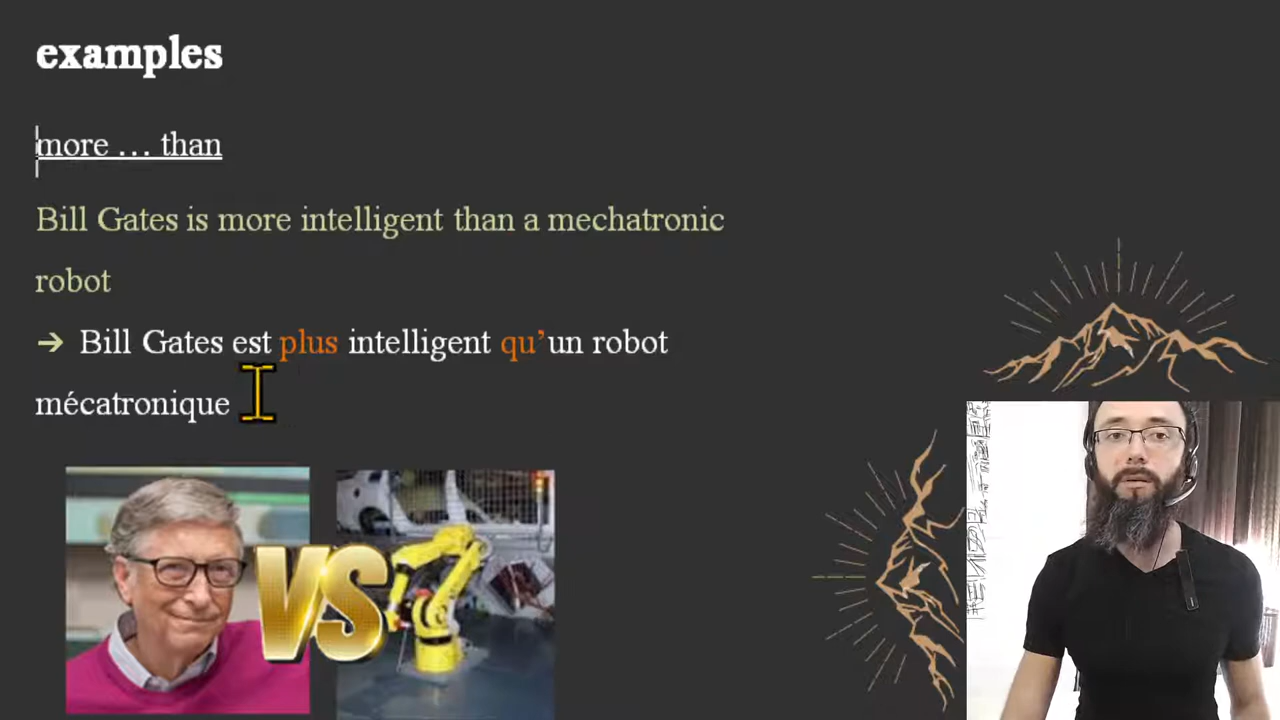 examples
more … than
Bill Gates is more intelligent than a mechatronic
robot
➔ Bill Gates est plus intelligent qu’un robot
mécatronique
VS